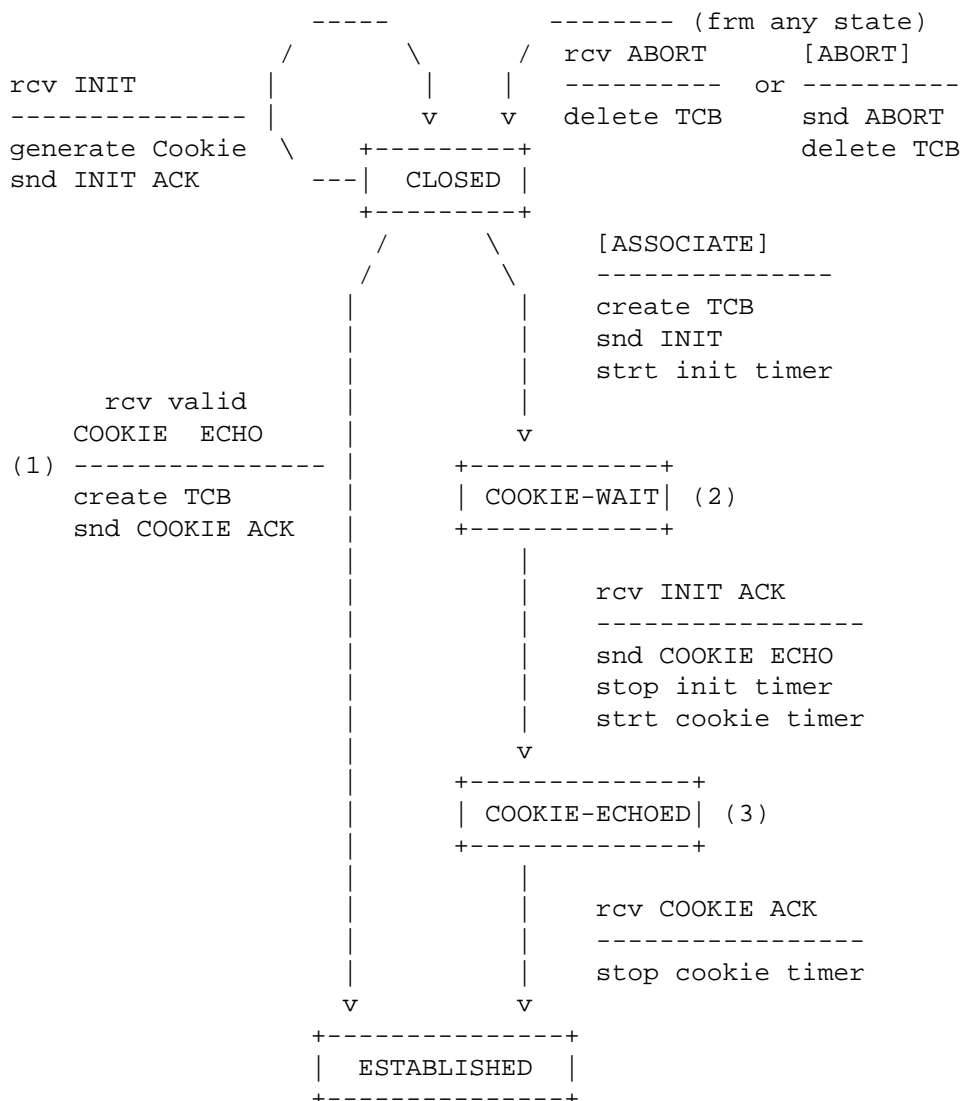 -----          -------- (frm any state)
                  /       \      /  rcv ABORT      [ABORT]
rcv INIT         |         |    |   ----------  or ----------
---------------  |         v    v   delete TCB     snd ABORT
generate Cookie   \    +---------+                 delete TCB
snd INIT ACK       ---|  CLOSED |
                       +---------+
                        /      \      [ASSOCIATE]
                       /        \     ---------------
                      |          |    create TCB
                      |          |    snd INIT
                      |          |    strt init timer
      rcv valid       |          |
    COOKIE  ECHO      |          v
(1) ----------------  |      +------------+
    create TCB        |      | COOKIE-WAIT| (2)
    snd COOKIE ACK    |      +------------+
                      |          |
                      |          |    rcv INIT ACK
                      |          |    -----------------
                      |          |    snd COOKIE ECHO
                      |          |    stop init timer
                      |          |    strt cookie timer
                      |          v
                      |      +--------------+
                      |      | COOKIE-ECHOED| (3)
                      |      +--------------+
                      |          |
                      |          |    rcv COOKIE ACK
                      |          |    -----------------
                      |          |    stop cookie timer
                      v          v
                    +---------------+
                    |  ESTABLISHED  |
                    +---------------+